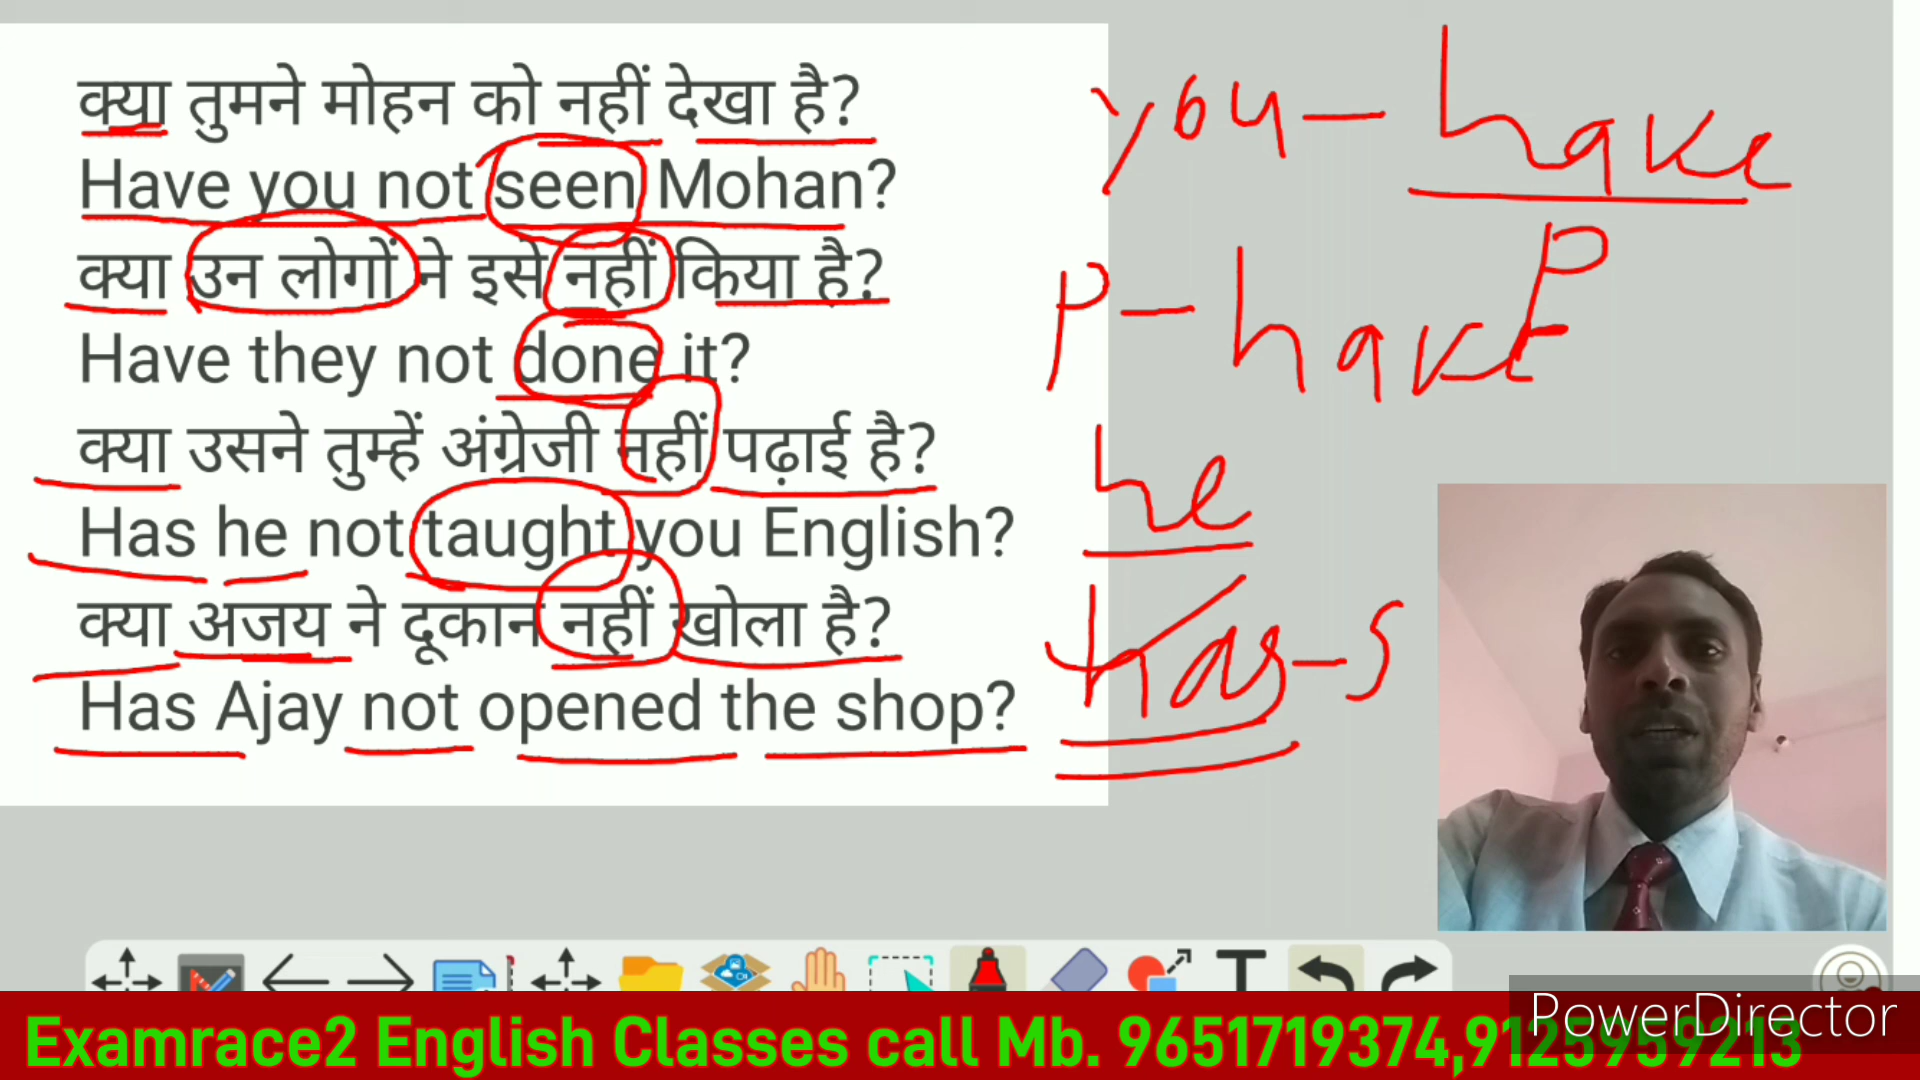 क्या तुमने मोहन को नहीं देखा है?
Have you not seen Mohan?
क्या उन लोगों ने इसे नहीं किया है?
Have they not done it?
क्या उसने तुम्हें अंग्रेजी नहीं पढ़ाई है?
Has he not taught you English?
क्या अजय ने दूकान नहीं खोला है?
Has Ajay not opened the shop?
you - have
P
P - have
he
has - S
T
PowerDirector
Examrace2 English Classes call Mb. 9651719374,9125959213